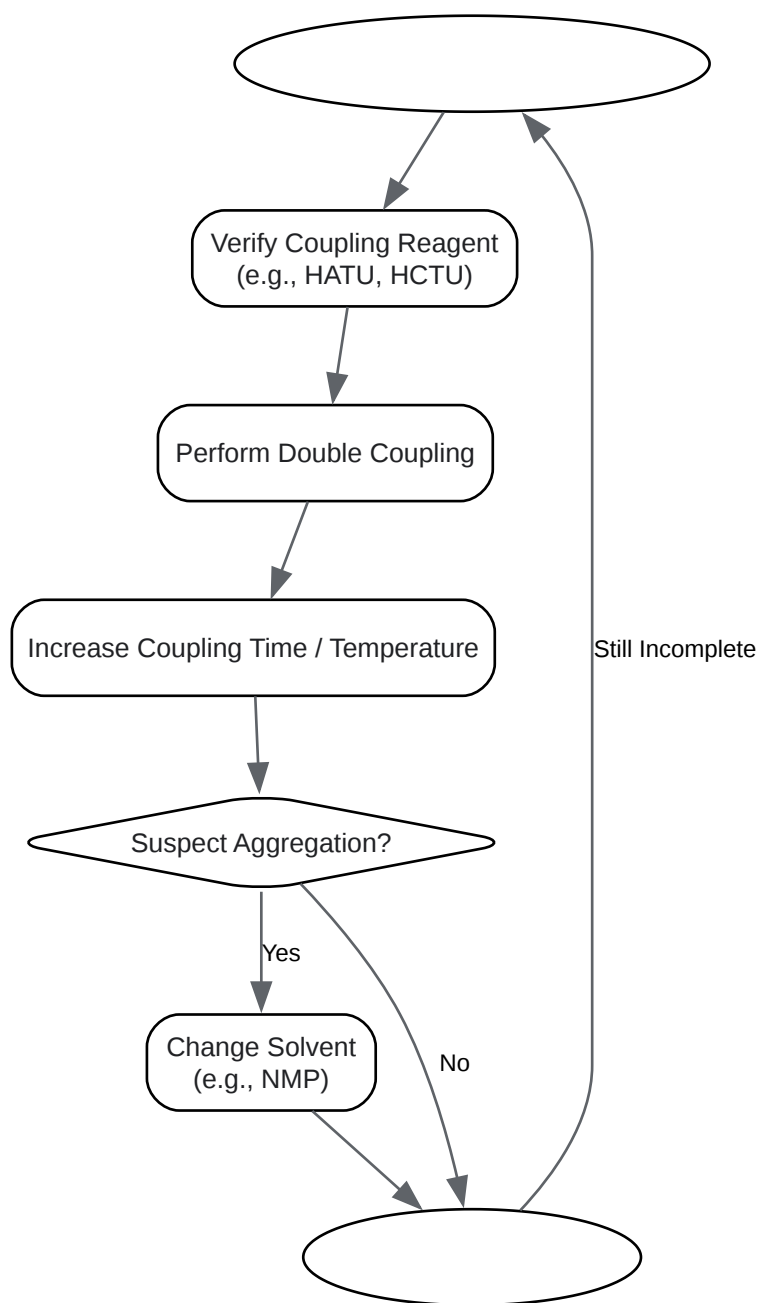 Verify Coupling Reagent
(e.g., HATU, HCTU)
Perform Double Coupling
Increase Coupling Time / Temperature
Still Incomplete
Suspect Aggregation?
Yes
Change Solvent
(e.g., NMP)
No